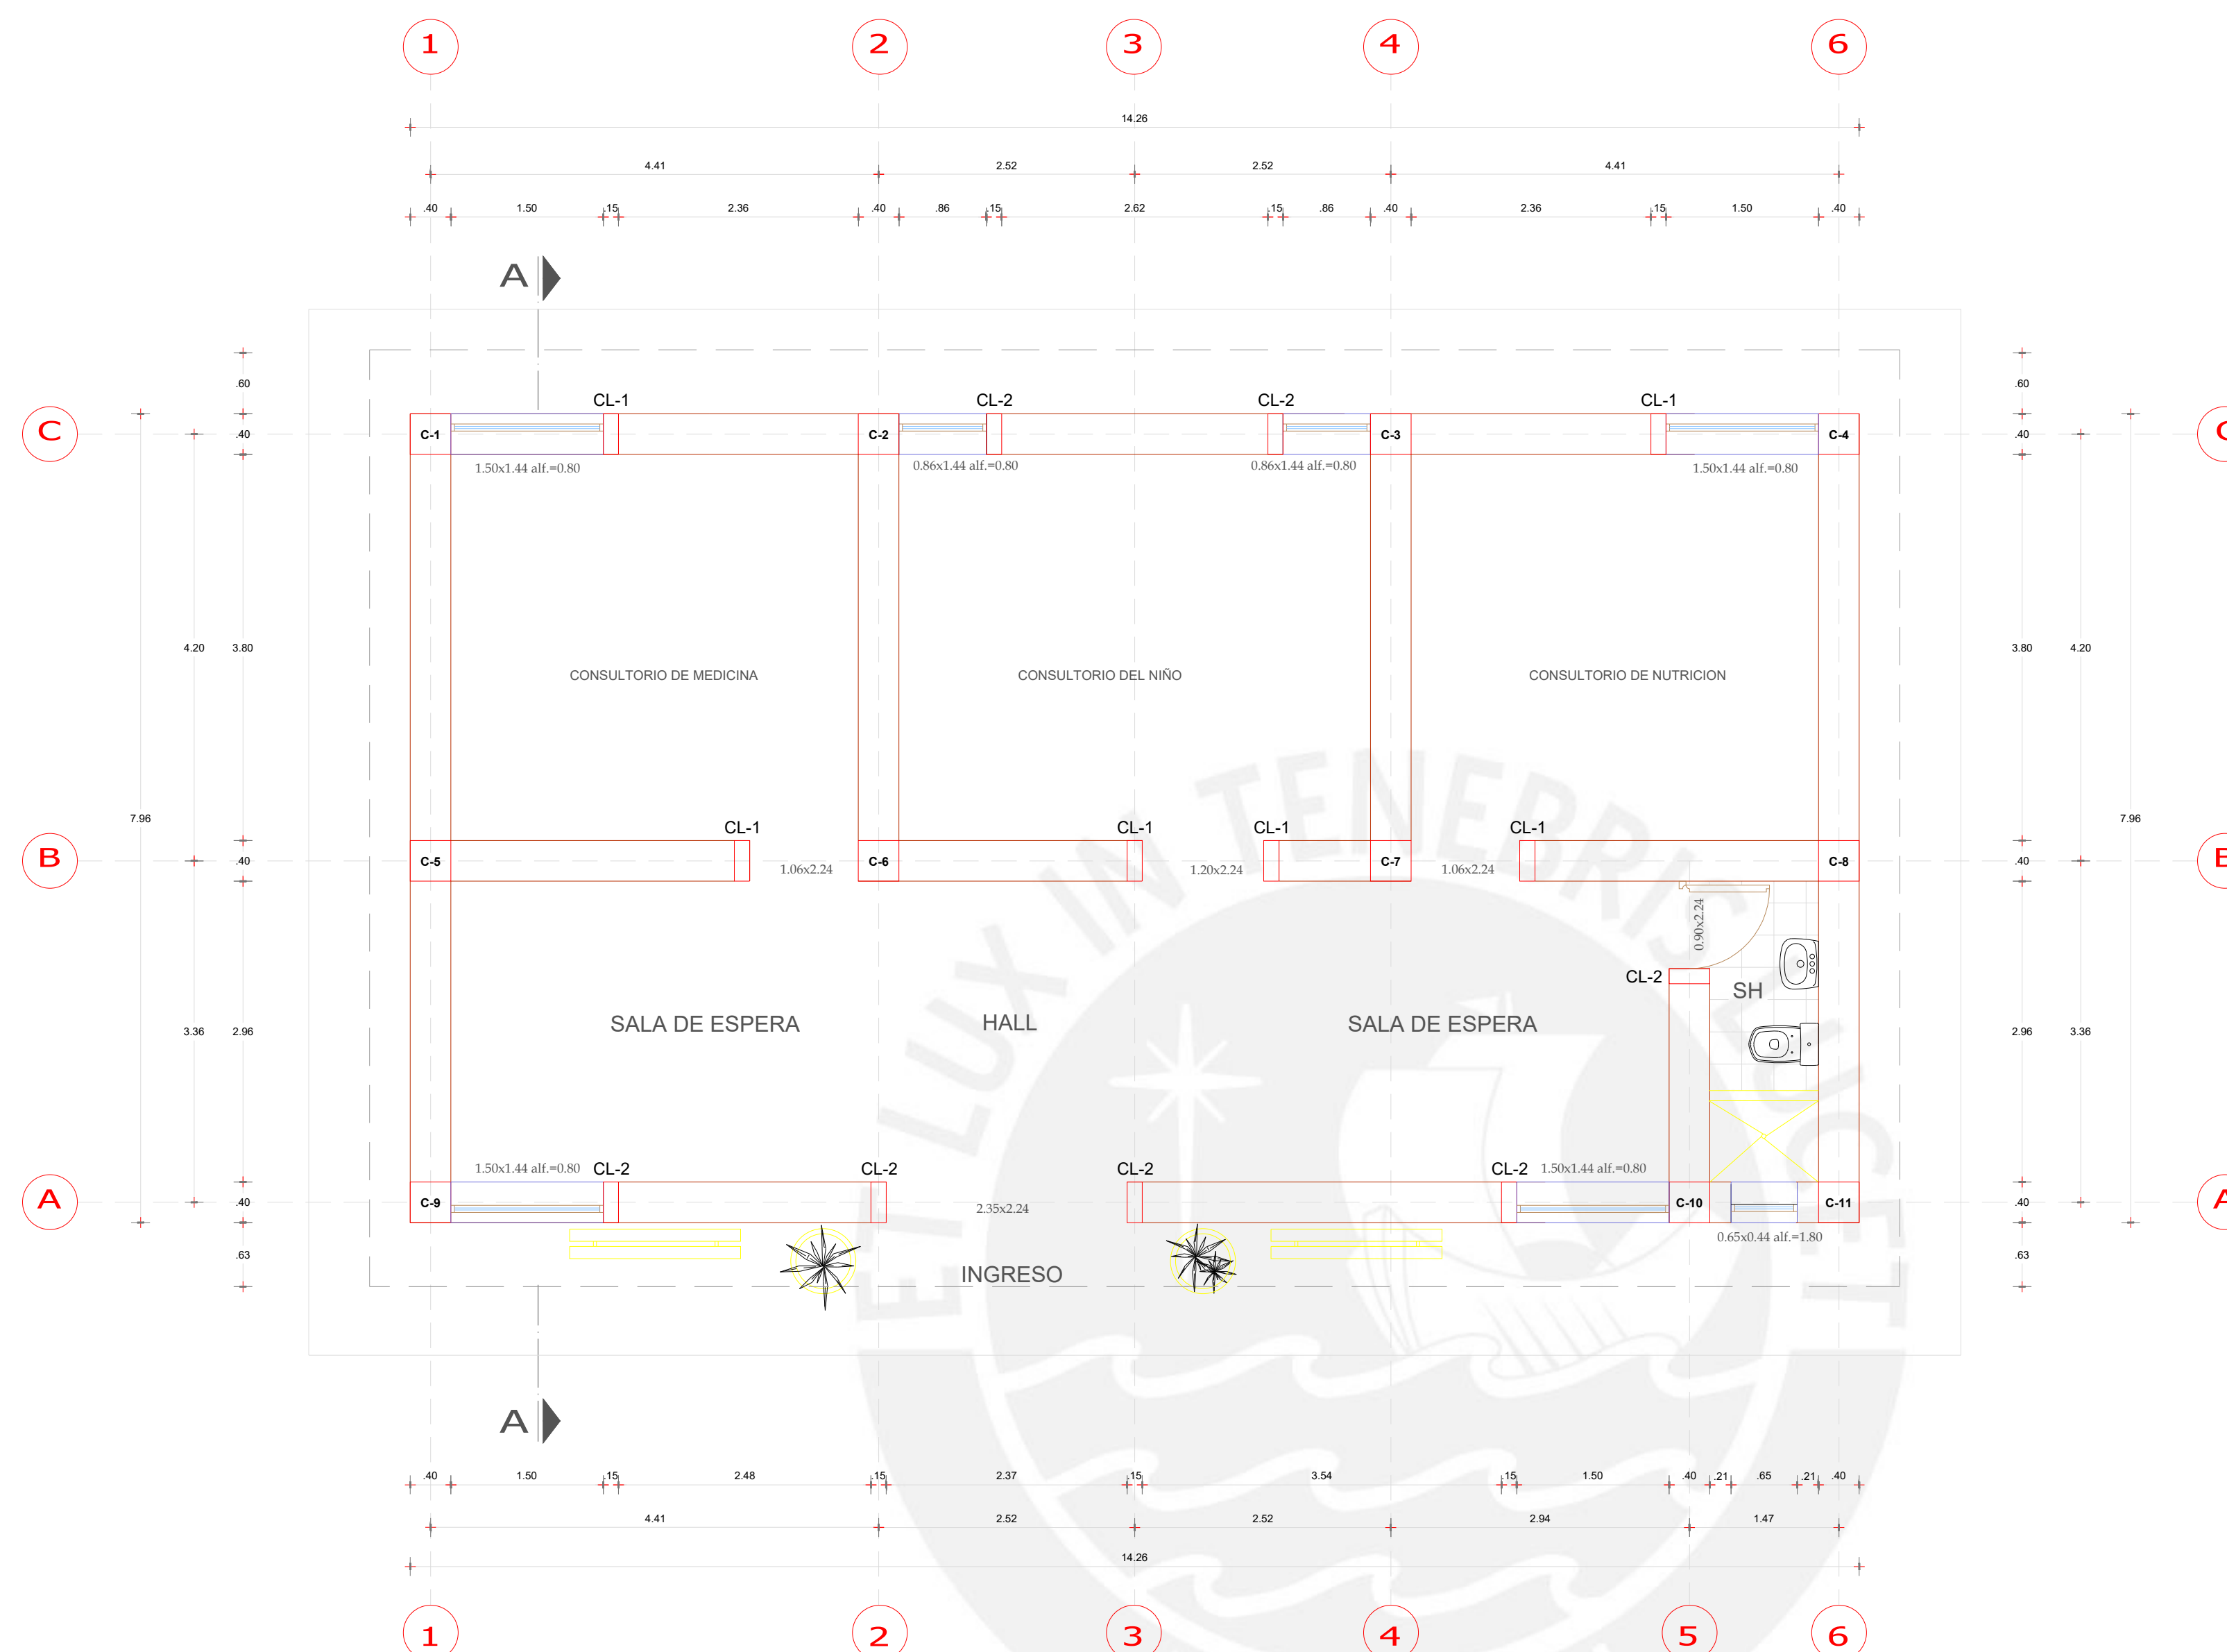 1 2 3 4 6
14.26
4.41 2.52 2.52 4.41
.40 1.50 .15 2.36 .40 .86 .15 2.62 .15 .86 .40 2.36 .15 1.50 .40
A
.60 .60
CL-1 CL-2 CL-2 CL-1
C .40 C-1 C-2 C-3 C-4 .40
1.50x1.44 alf.=0.80 0.86x1.44 alf.=0.80 0.86x1.44 alf.=0.80 1.50x1.44 alf.=0.80
4.20 3.80 3.80 4.20
CONSULTORIO DE MEDICINA CONSULTORIO DEL NIÑO CONSULTORIO DE NUTRICION
7.96 7.96
CL-1 CL-1 CL-1 CL-1
B .40 C-5 C-6 C-7 C-8 .40
1.06x2.24 1.20x2.24 1.06x2.24
0.90x2.24
CL-2
SH
SALA DE ESPERA HALL SALA DE ESPERA
3.36 2.96 2.96 3.36
1.50x1.44 alf.=0.80 CL-2 CL-2 CL-2 CL-2 1.50x1.44 alf.=0.80
A .40 C-9 C-10 C-11 .40
2.35x2.24
0.65x0.44 alf.=1.80
.63 .63
INGRESO
A
.40 1.50 .15 2.48 .15 2.37 .15 3.54 .15 1.50 .40 .21 .65 .21 .40
4.41 2.52 2.52 2.94 1.47
14.26
1 2 3 4 5 6
ET LUX IN TENEBRIS LUCET